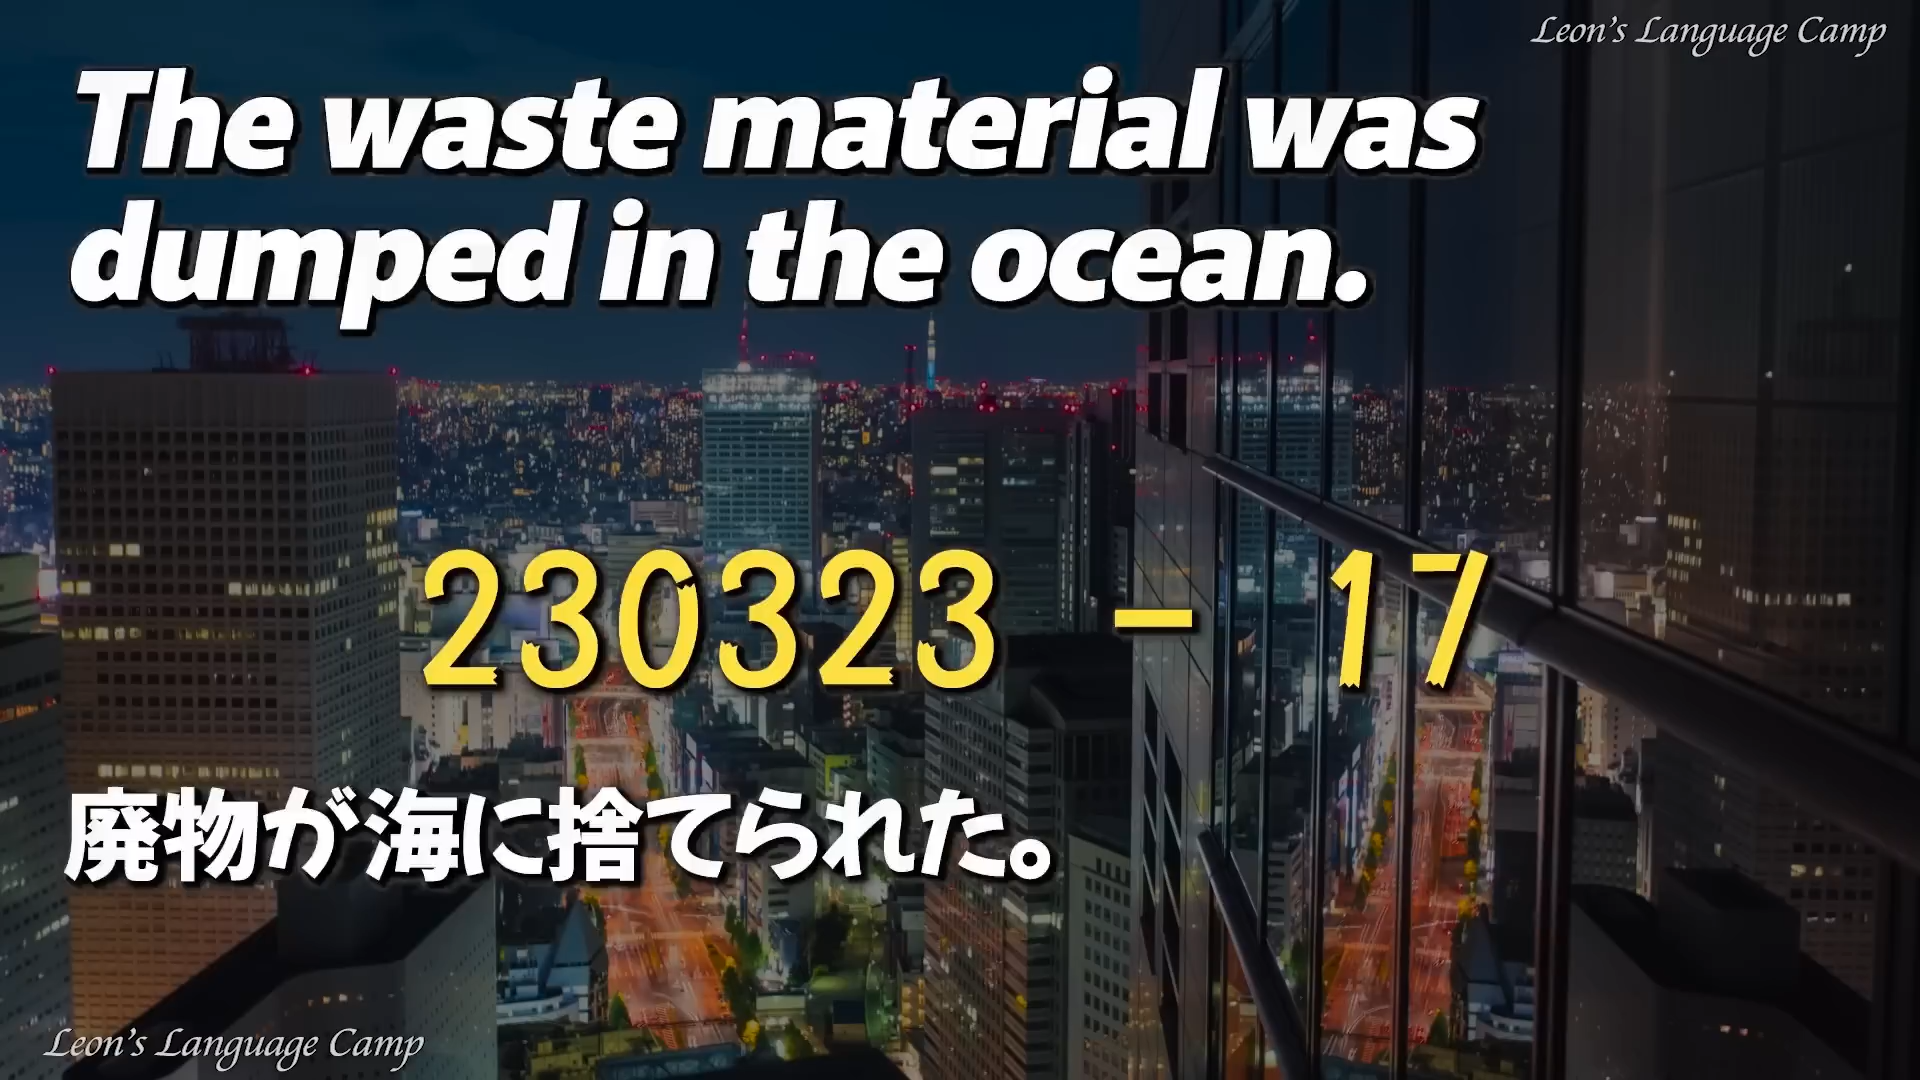 Leon's Language Camp
The waste material was
dumped in the ocean.
230323 - 17
廃物が海に捨てられた。
Leon's Language Camp